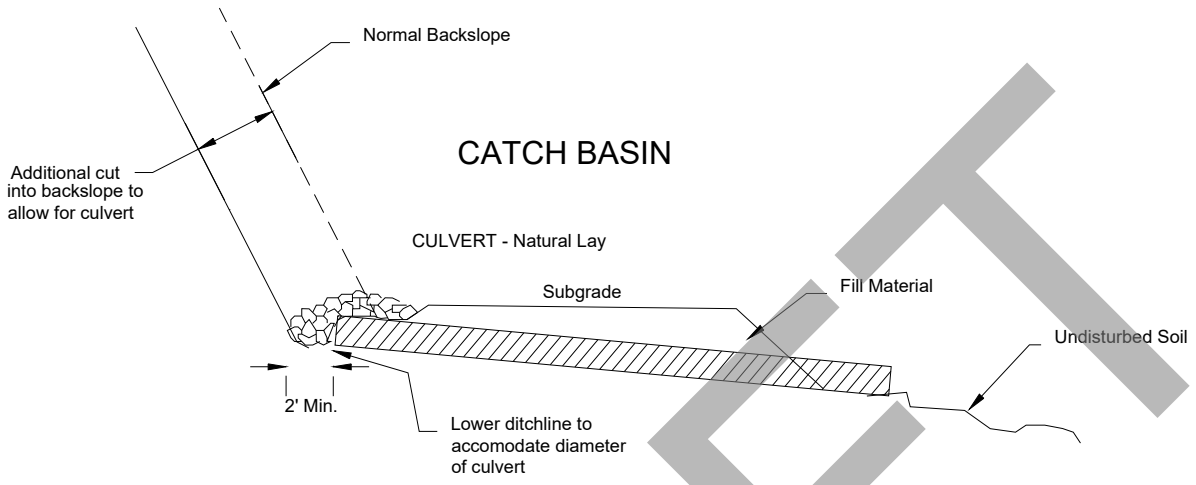 Normal Backslope
CATCH BASIN
Additional cut
into backslope to
allow for culvert
CULVERT - Natural Lay
Subgrade
Fill Material
Undisturbed Soil
2' Min.
Lower ditchline to
accomodate diameter
of culvert